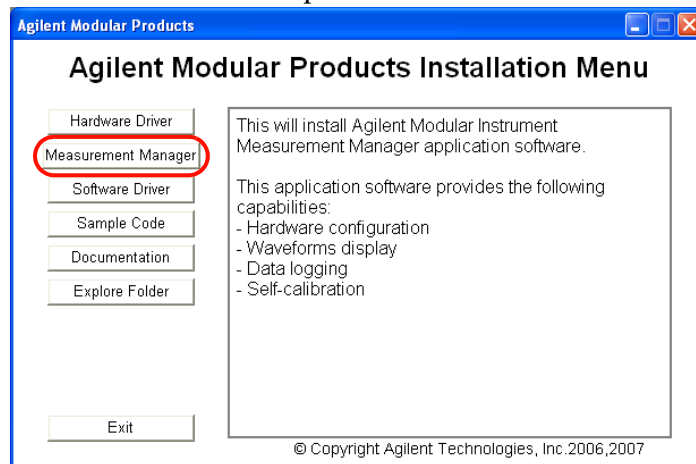 Agilent Modular Products
Agilent Modular Products Installation Menu
Hardware Driver
Measurement Manager
Software Driver
Sample Code
Documentation
Explore Folder
Exit
This will install Agilent Modular Instrument
Measurement Manager application software.
This application software provides the following
capabilities:
- Hardware configuration
- Waveforms display
- Data logging
- Self-calibration
© Copyright Agilent Technologies, Inc.2006,2007